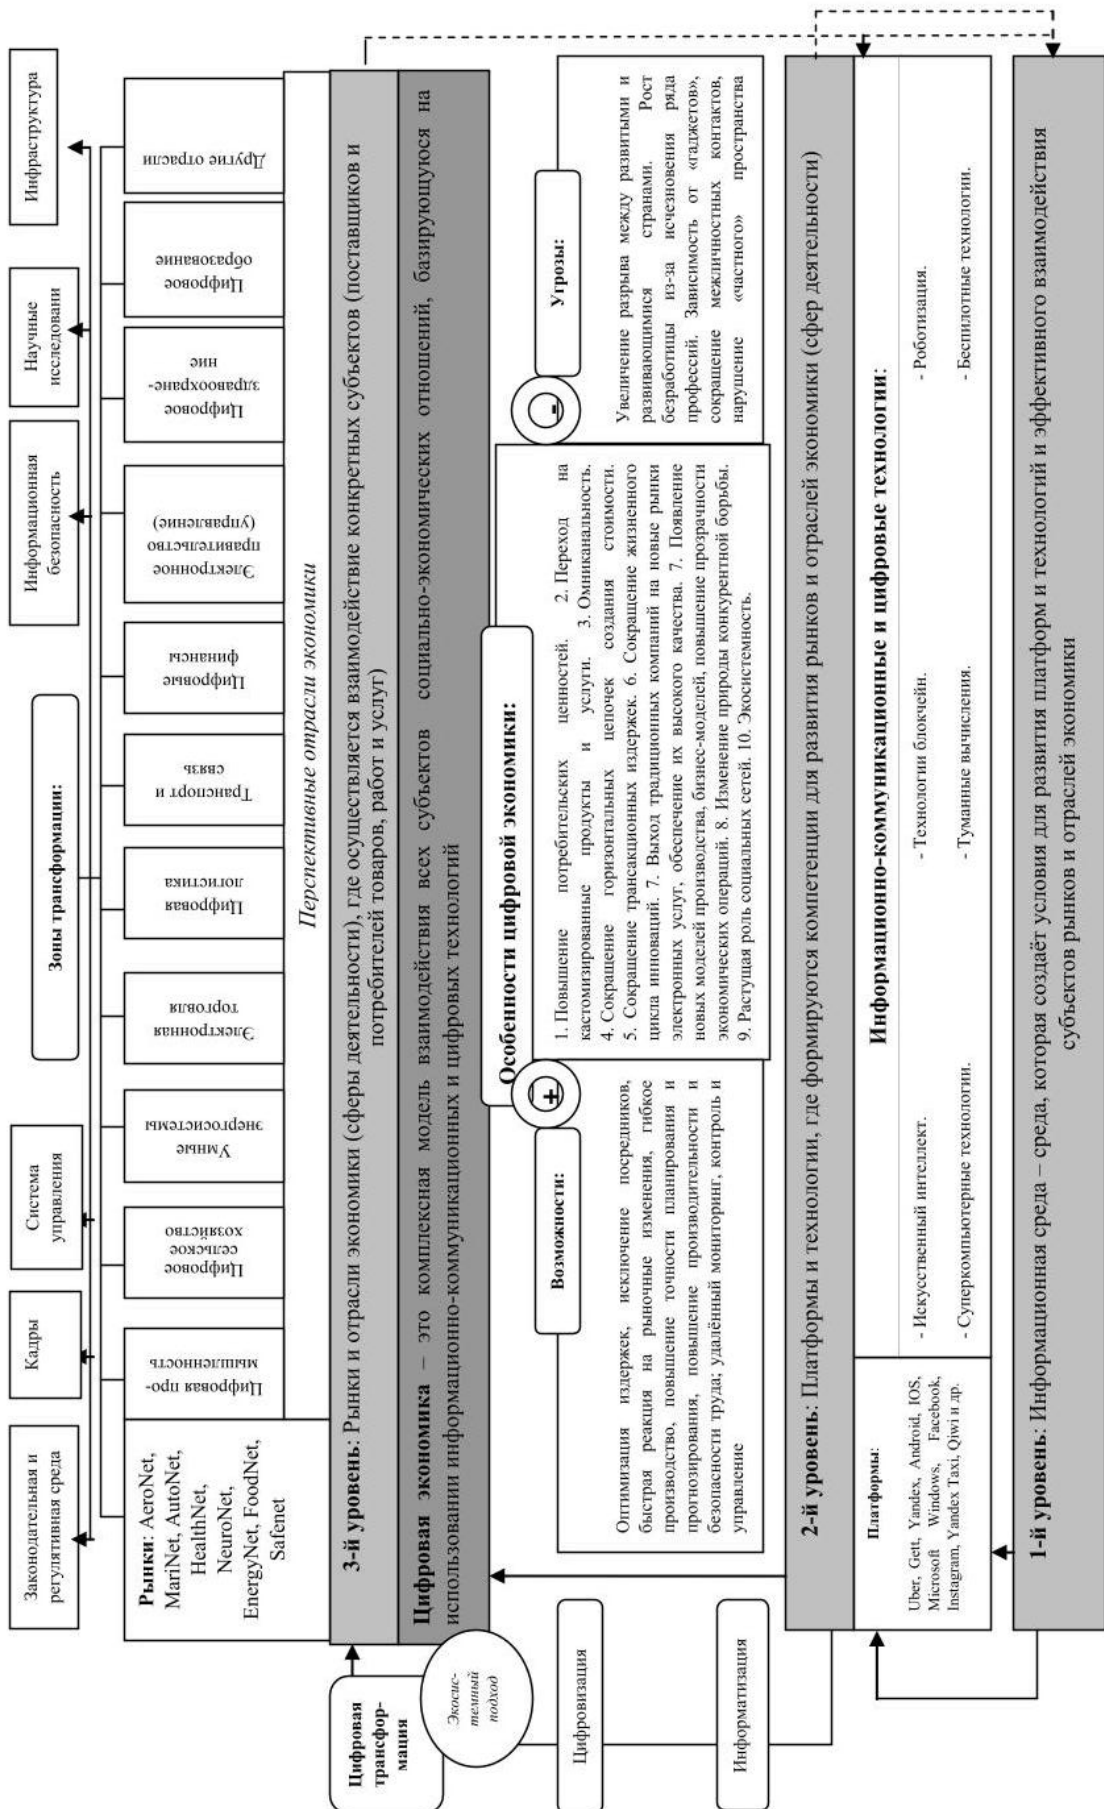 Зоны трансформации:
Законодательная и
регулятивная среда
Кадры
Система
управления
Информационная
безопасность
Научные
исследовани
Инфраструктура
Рынки: AeroNet,
MariNet, AutoNet,
HealthNet,
NeuroNet,
EnergyNet, FoodNet,
Safenet
Цифровая про-
мышленность
Цифровое
сельское
хозяйство
Умные
энергосистемы
Электронная
торговля
Цифровая
логистика
Транспорт и
связь
Цифровые
финансы
Электронное
правительство
(управление)
Цифровое
здравоохране-
ние
Цифровое
образование
Другие отрасли
Перспективные отрасли экономики
Цифровая
трансфор-
мация
3-й уровень: Рынки и отрасли экономики (сферы деятельности), где осуществляется взаимодействие конкретных субъектов (поставщиков и
потребителей товаров, работ и услуг)
Экосис-
темный
подход
Цифровая экономика – это комплексная модель взаимодействия всех субъектов социально-экономических отношений, базирующуюся на
использовании информационно-коммуникационных и цифровых технологий
Особенности цифровой экономики:
Возможности:
+
Оптимизация издержек, исключение посредников,
быстрая реакция на рыночные изменения, гибкое
производство, повышение точности планирования и
прогнозирования, повышение производительности и
безопасности труда; удалённый мониторинг, контроль и
управление
1. Повышение потребительских ценностей. 2. Переход на
кастомизированные продукты и услуги. 3. Омниканальность.
4. Сокращение горизонтальных цепочек создания стоимости.
5. Сокращение трансакционных издержек. 6. Сокращение жизненного
цикла инноваций. 7. Выход традиционных компаний на новые рынки
электронных услуг, обеспечение их высокого качества. 7. Появление
новых моделей производства, бизнес-моделей, повышение прозрачности
экономических операций. 8. Изменение природы конкурентной борьбы.
9. Растущая роль социальных сетей. 10. Экосистемность.
Угрозы:
-
Увеличение разрыва между развитыми и
развивающимися странами. Рост
безработицы из-за исчезновения ряда
профессий. Зависимость от «гаджетов»,
сокращение межличностных контактов,
нарушение «частного» пространства
Цифровизация
Информатизация
2-й уровень: Платформы и технологии, где формируются компетенции для развития рынков и отраслей экономики (сфер деятельности)
Платформы:
Uber, Gett, Yandex, Android, IOS,
Microsoft Windows, Facebook,
Instagram, Yandex Taxi, Qiwi и др.
Информационно-коммуникационные и цифровые технологии:
- Искусственный интеллект.
- Технологии блокчейн.
- Роботизация.
- Суперкомпьютерные технологии.
- Туманные вычисления.
- Беспилотные технологии.
1-й уровень: Информационная среда – среда, которая создаёт условия для развития платформ и технологий и эффективного взаимодействия
субъектов рынков и отраслей экономики